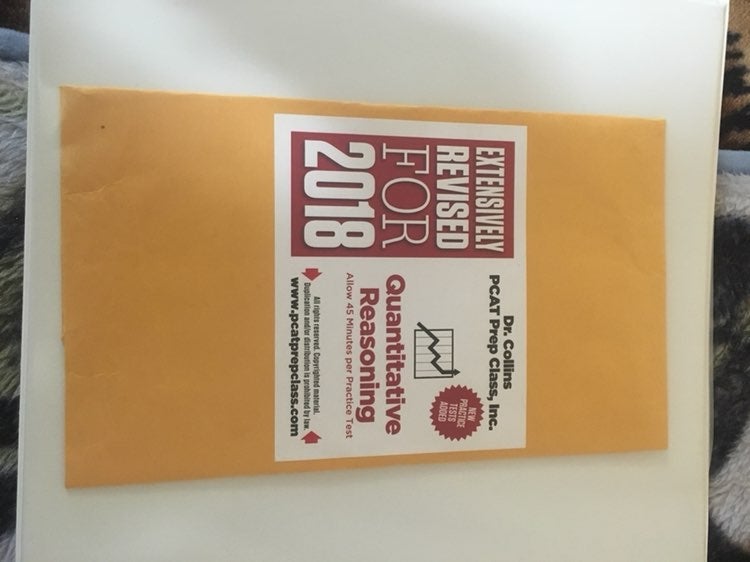 EXTENSIVELY
REVISED
FOR
2018
Dr. Collins
PCAT Prep Class, Inc.
NEW
PRACTICE
TESTS
ADDED
Quantitative
Reasoning
Allow 45 Minutes per Practice Test
All rights reserved. Copyrighted material.
Duplication and/or distribution is prohibited by law.
www.pcatprepclass.com